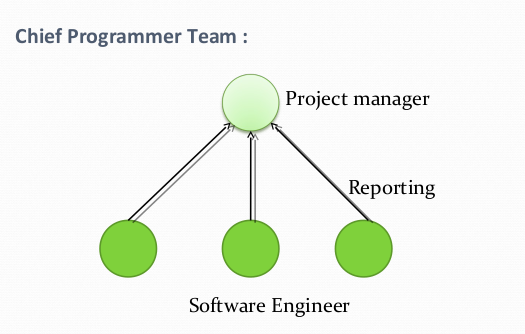 Chief Programmer Team :
Project manager
Reporting
Software Engineer